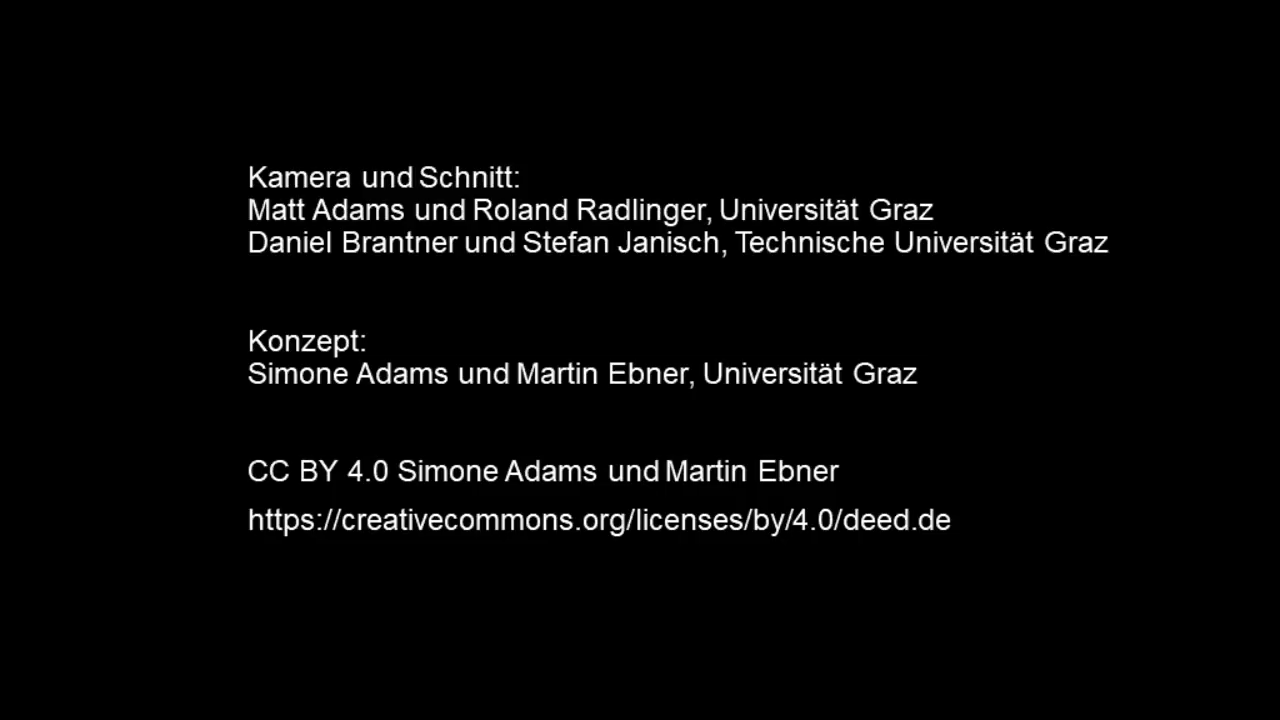 Kamera und Schnitt:
Matt Adams und Roland Radlinger, Universität Graz
Daniel Brantner und Stefan Janisch, Technische Universität Graz
Konzept:
Simone Adams und Martin Ebner, Universität Graz
CC BY 4.0 Simone Adams und Martin Ebner
https://creativecommons.org/licenses/by/4.0/deed.de